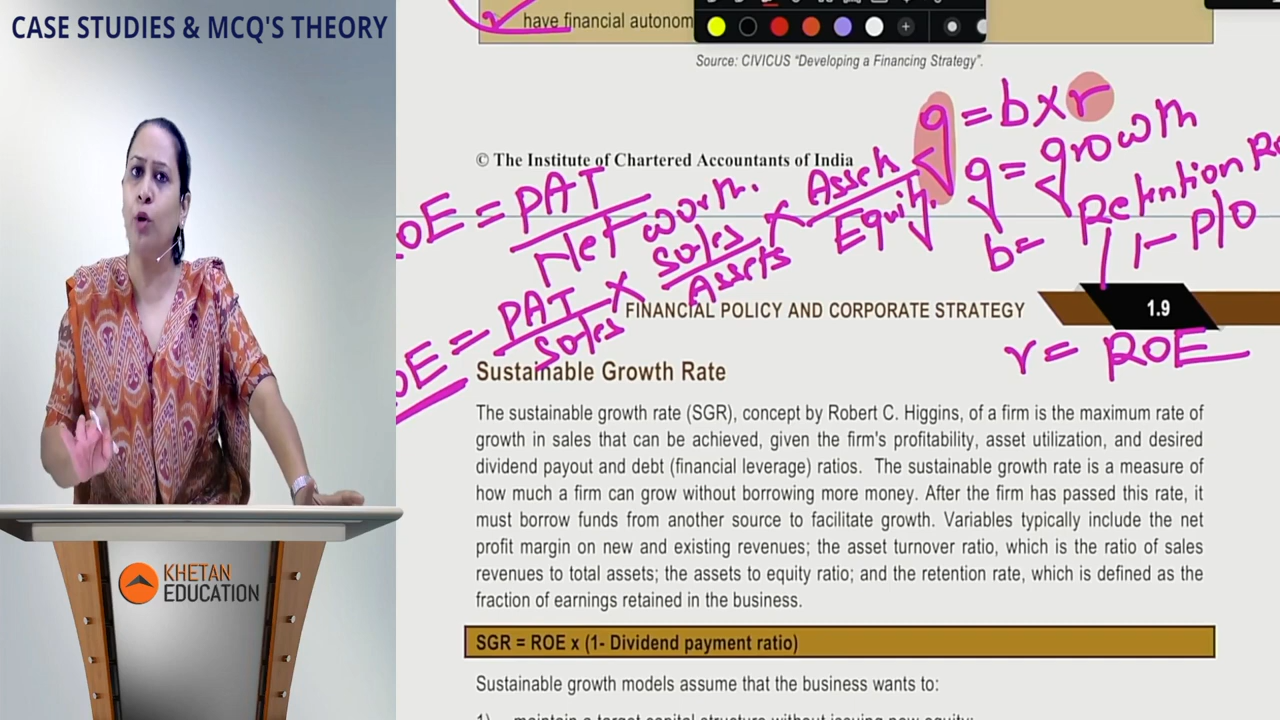 CASE STUDIES & MCQ'S THEORY
have financial autonom
Source: CIVICUS "Developing a Financing Strategy".
g = b x r
© The Institute of Chartered Accountants of India
g = growth
b = Retention
1 - P/O
ROE = PAT / Net worth.
ROE = PAT / Sales x Sales / Assets x Assets / Equity.
FINANCIAL POLICY AND CORPORATE STRATEGY
1.9
r = ROE
Sustainable Growth Rate
The sustainable growth rate (SGR), concept by Robert C. Higgins, of a firm is the maximum rate of
growth in sales that can be achieved, given the firm's profitability, asset utilization, and desired
dividend payout and debt (financial leverage) ratios. The sustainable growth rate is a measure of
how much a firm can grow without borrowing more money. After the firm has passed this rate, it
must borrow funds from another source to facilitate growth. Variables typically include the net
profit margin on new and existing revenues; the asset turnover ratio, which is the ratio of sales
revenues to total assets; the assets to equity ratio; and the retention rate, which is defined as the
fraction of earnings retained in the business.
SGR = ROE x (1- Dividend payment ratio)
Sustainable growth models assume that the business wants to:
1) maintain a target capital structure without issuing new equity;
KHETAN
EDUCATION